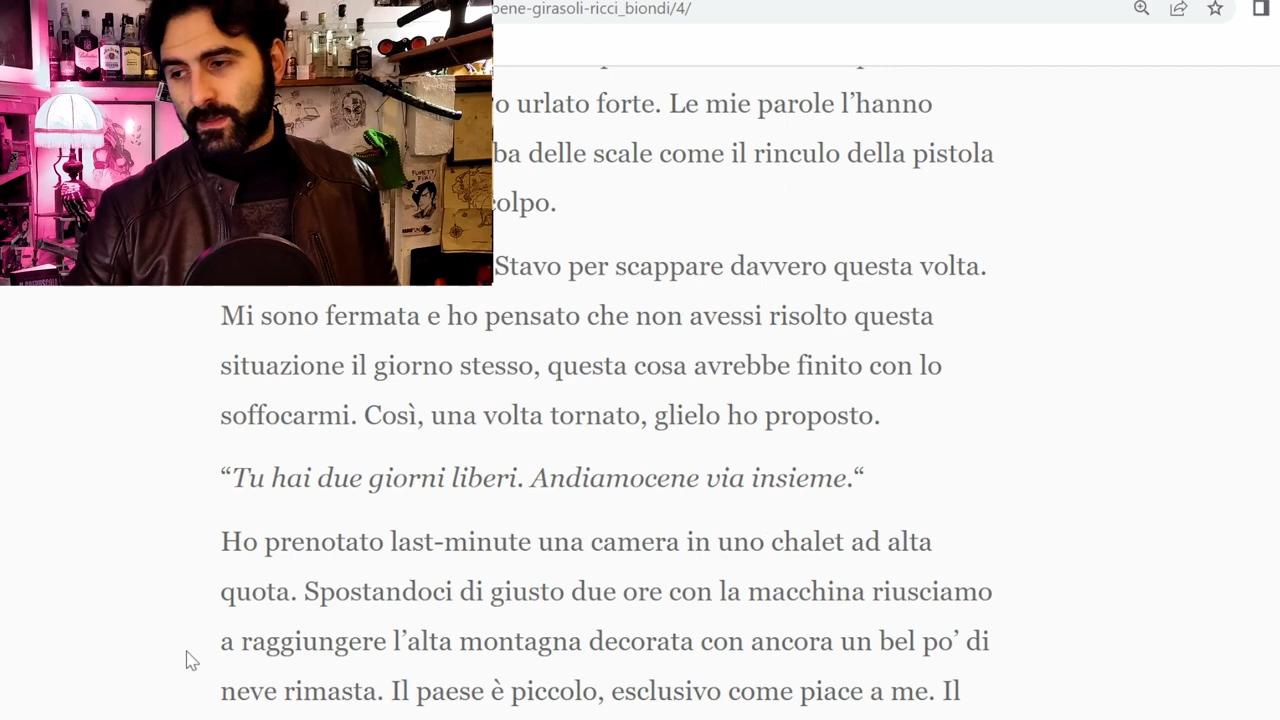 bene-girasoli-ricci_biondi/4/
o urlato forte. Le mie parole l’hanno
ba delle scale come il rinculo della pistola
colpo.
Stavo per scappare davvero questa volta.
Mi sono fermata e ho pensato che non avessi risolto questa
situazione il giorno stesso, questa cosa avrebbe finito con lo
soffocarmi. Così, una volta tornato, glielo ho proposto.
“Tu hai due giorni liberi. Andiamocene via insieme.“
Ho prenotato last-minute una camera in uno chalet ad alta
quota. Spostandoci di giusto due ore con la macchina riusciamo
a raggiungere l’alta montagna decorata con ancora un bel po’ di
neve rimasta. Il paese è piccolo, esclusivo come piace a me. Il
FUMETTI